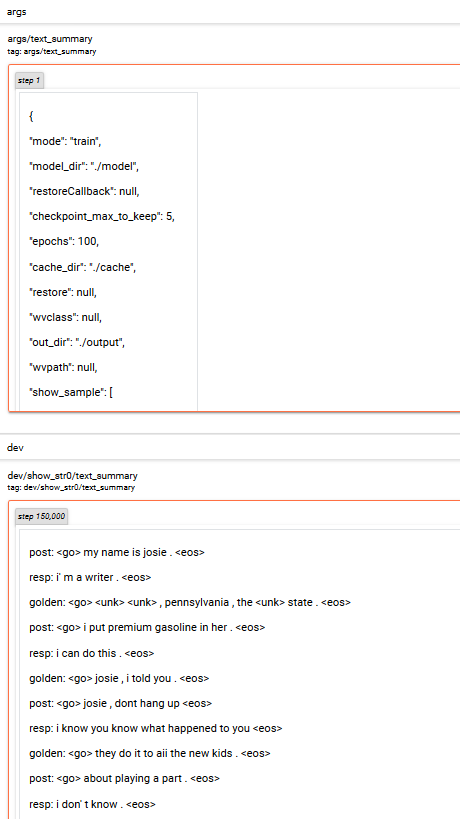 args
args/text_summary
tag: args/text_summary
step 1
{
"mode": "train",
"model_dir": "./model",
"restoreCallback": null,
"checkpoint_max_to_keep": 5,
"epochs": 100,
"cache_dir": "./cache",
"restore": null,
"wvclass": null,
"out_dir": "./output",
"wvpath": null,
"show_sample": [
dev
dev/show_str0/text_summary
tag: dev/show_str0/text_summary
step 150,000
post: <go> my name is josie . <eos>
resp: i' m a writer . <eos>
golden: <go> <unk> <unk> , pennsylvania , the <unk> state . <eos>
post: <go> i put premium gasoline in her . <eos>
resp: i can do this . <eos>
golden: <go> josie , i told you . <eos>
post: <go> josie , dont hang up <eos>
resp: i know you know what happened to you <eos>
golden: <go> they do it to aii the new kids . <eos>
post: <go> about playing a part . <eos>
resp: i don' t know . <eos>